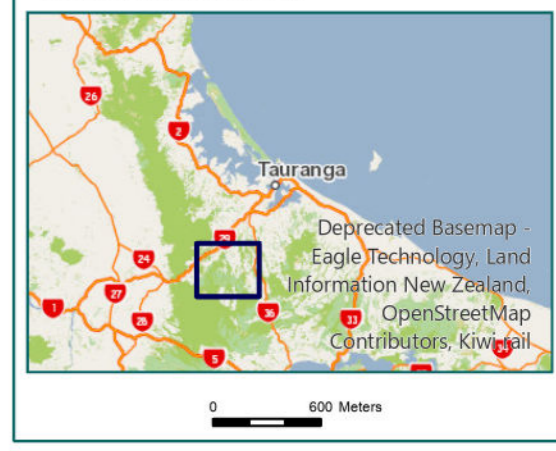 26
2
Tauranga
Deprecated Basemap -
29
Eagle Technology, Land
24
Information New Zealand,
27
1
28
36
33
OpenStreetMap
Contributors, Kiwi rail
34
5
0 600 Meters